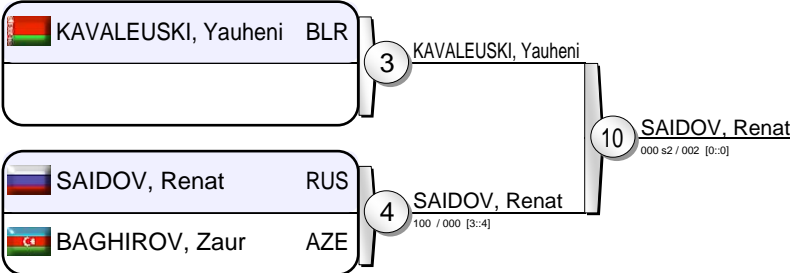 KAVALEUSKI, Yauheni BLR
3
KAVALEUSKI, Yauheni
10
SAIDOV, Renat
000 s2 / 002 [0::0]
SAIDOV, Renat RUS
4
SAIDOV, Renat
100 / 000 [3::4]
BAGHIROV, Zaur AZE